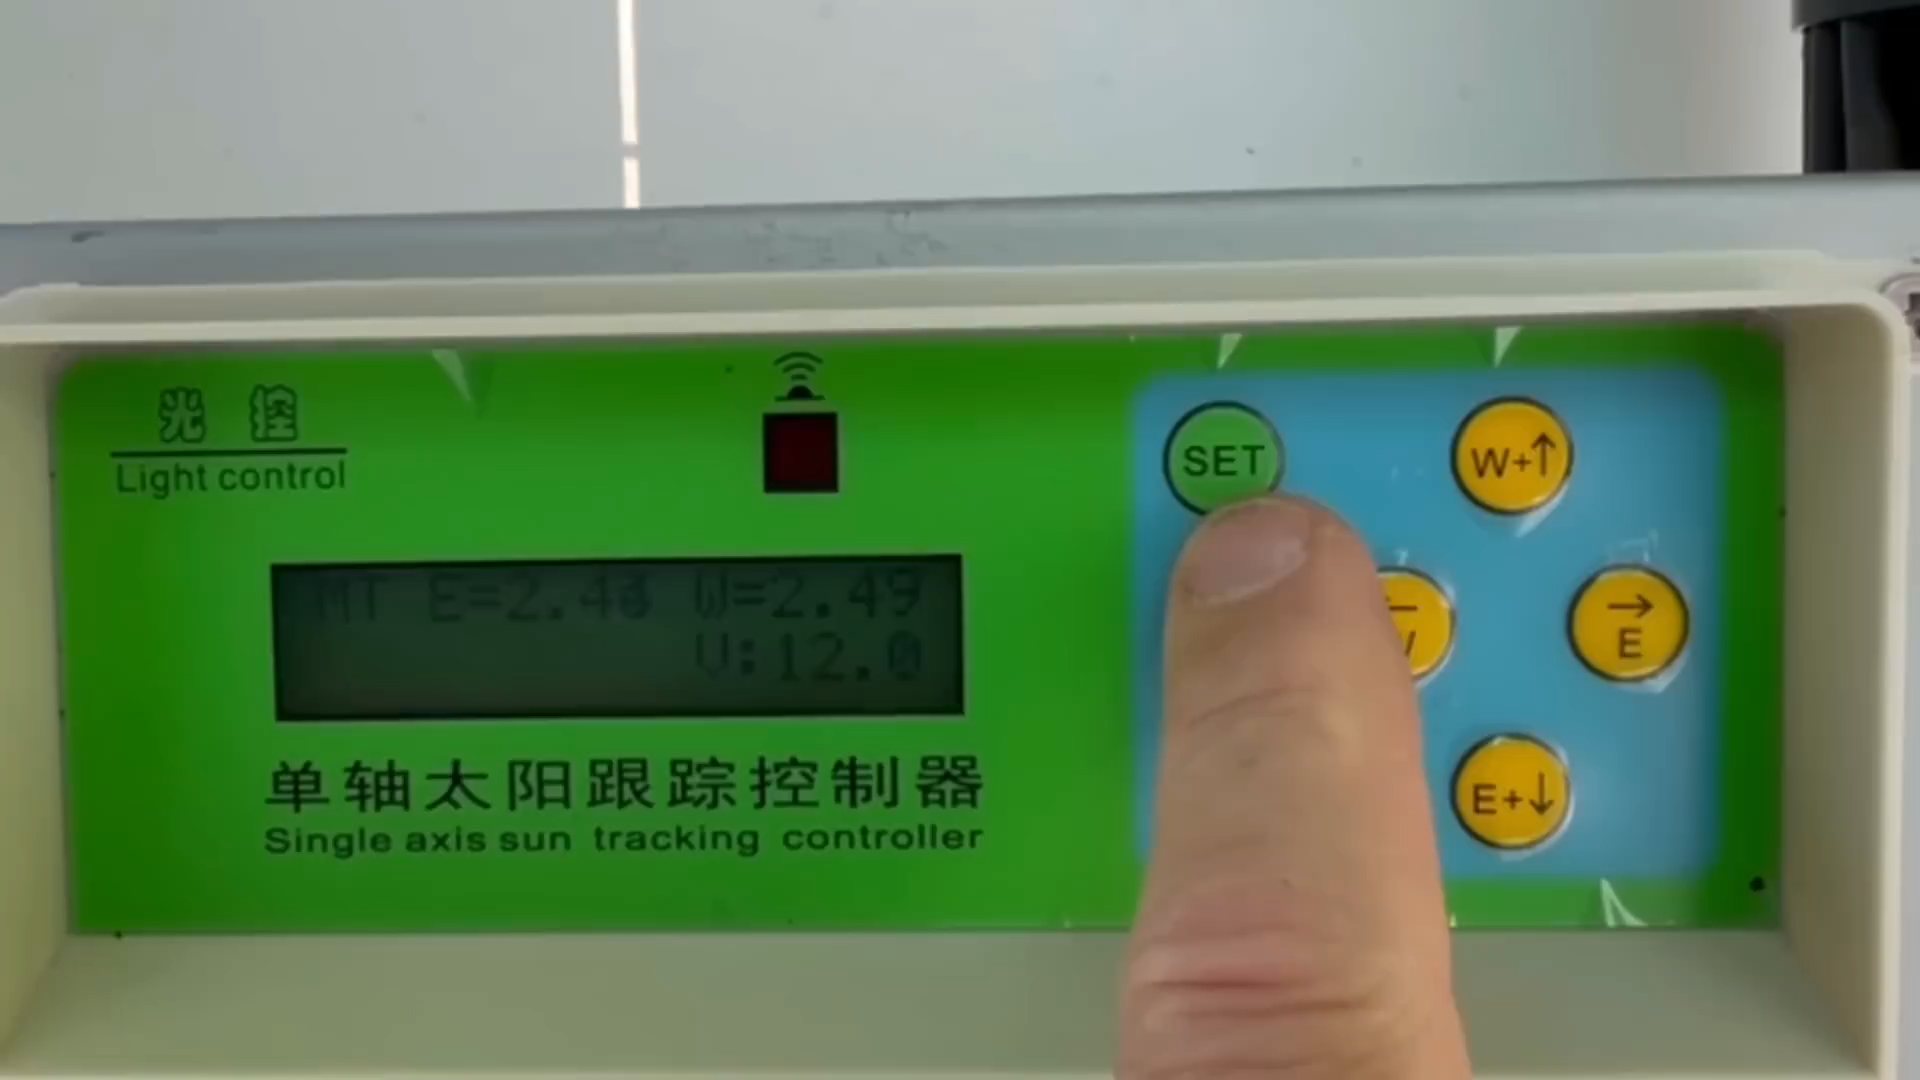 光控
Light control
SET
W+↑
MT E=2.48 W=2.49
V:12.0
→
E
E+↓
单轴太阳跟踪控制器
Single axis sun tracking controller